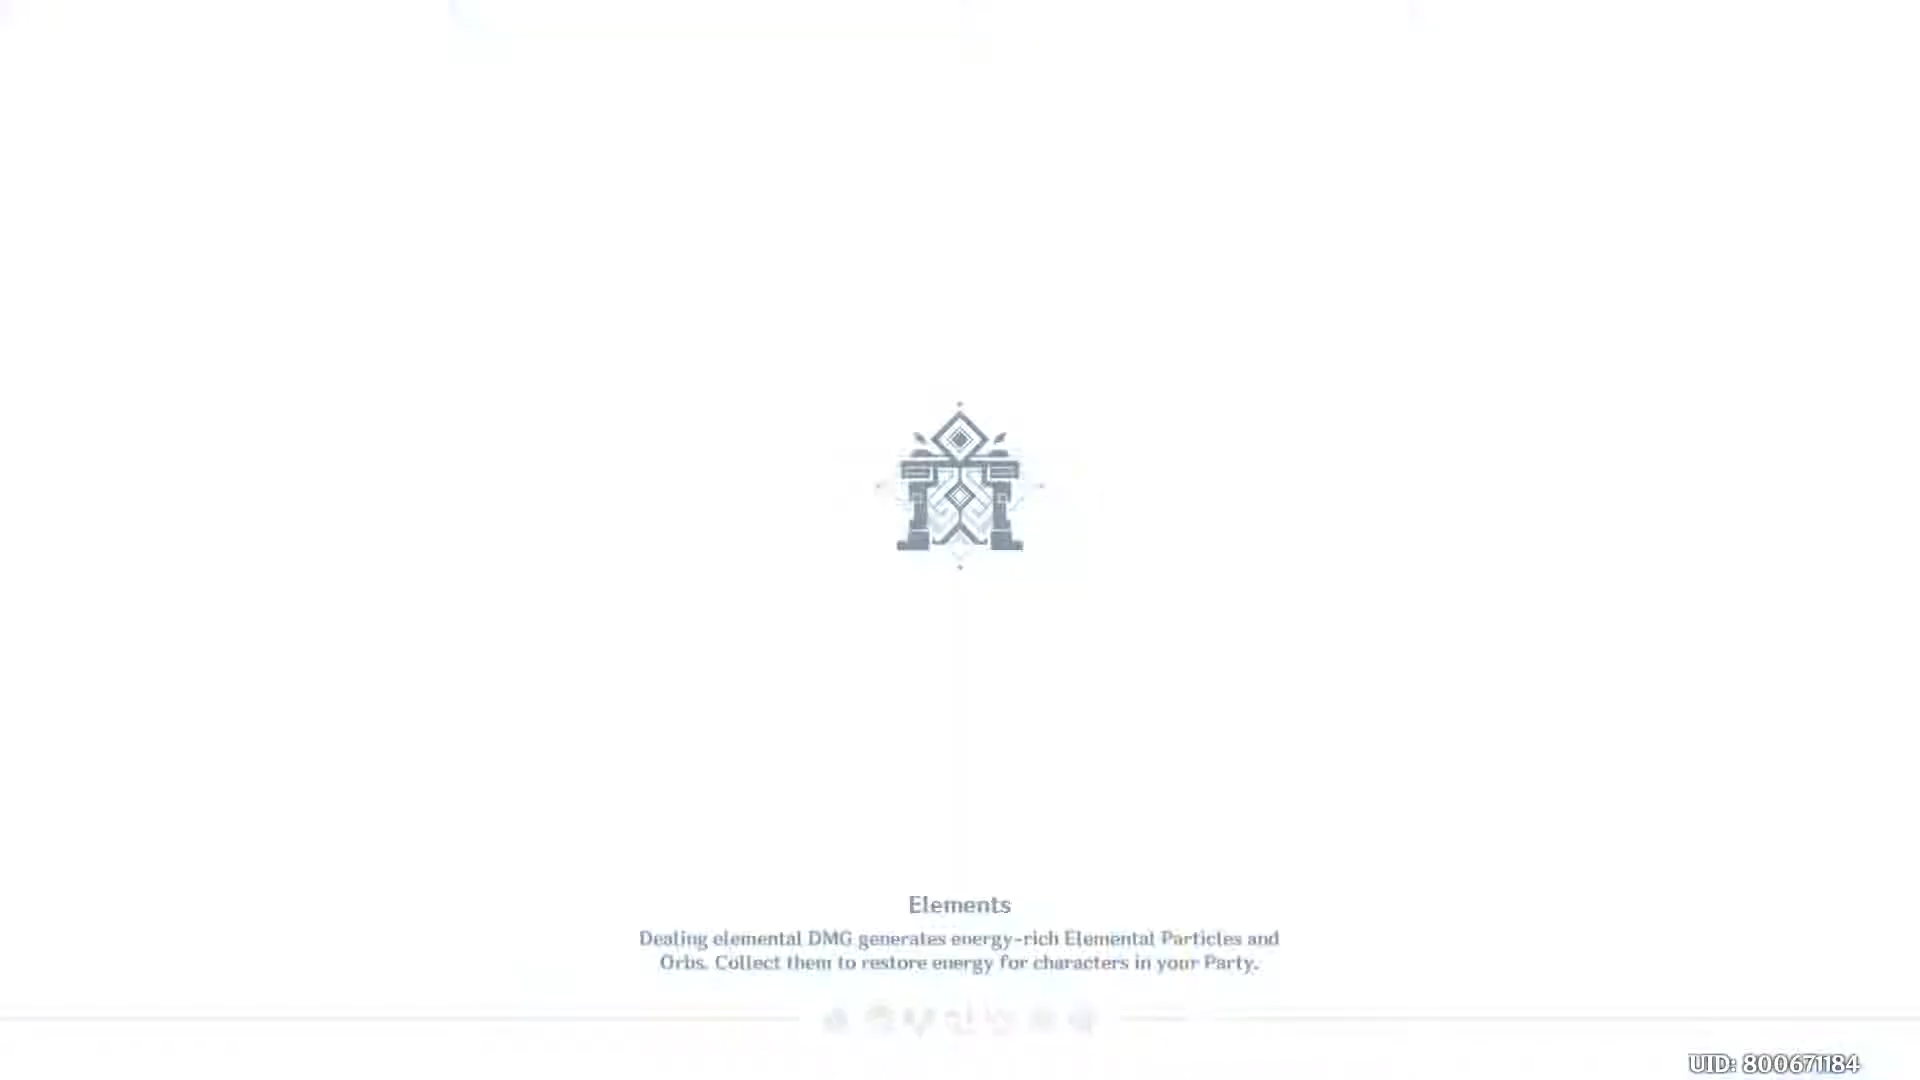 Elements
Dealing elemental DMG generates energy-rich Elemental Particles and
Orbs. Collect them to restore energy for characters in your Party.
UID: 800671184